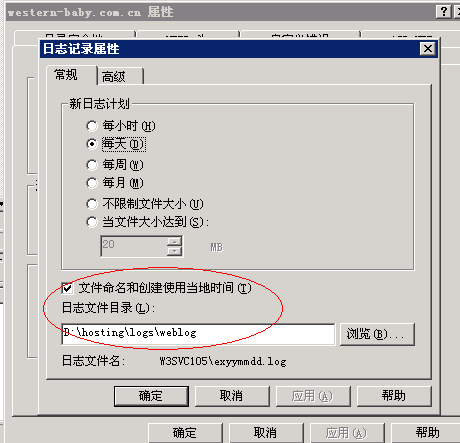 western-baby.com.cn 属性
日志记录属性
常规 高级
新日志计划
每小时(H)
每天(D)
每周(W)
每月(M)
不限制文件大小(U)
当文件大小达到(S):
20 MB
文件命名和创建使用当地时间(T)
日志文件目录(L):
D:\hosting\logs\weblog 浏览(B)...
日志文件名: W3SVC105\exyymmdd.log
确定 取消 应用(A) 帮助
确定 取消 应用(A) 帮助